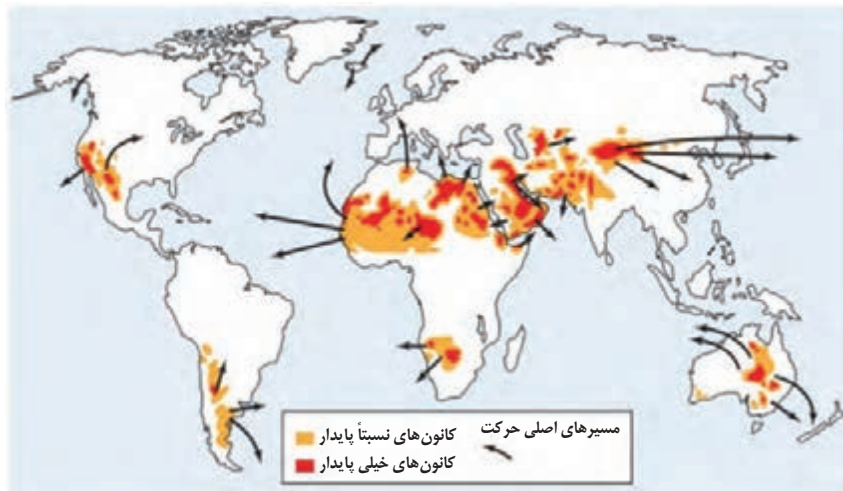 مسیرهای اصلی حرکت
کانون‌های نسبتاً پایدار
کانون‌های خیلی پایدار